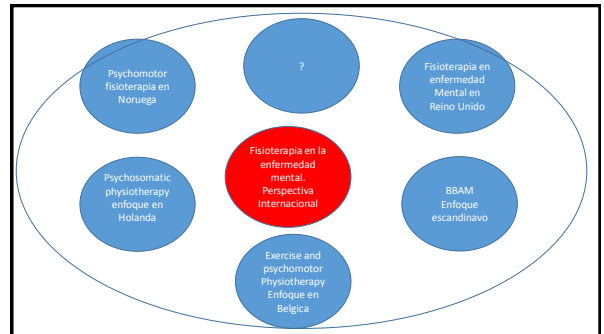 Psychomotor
fisioterapia en
Noruega
?
Fisioterapia en
enfermedad
Mental en
Reino Unido
Psychosomatic
physiotherapy
enfoque en
Holanda
Fisioterapia en la
enfermedad
mental.
Perspectiva
Internacional
BBAM
Enfoque
escandinavo
Exercise and
psychomotor
Physiotherapy
Enfoque en
Belgica